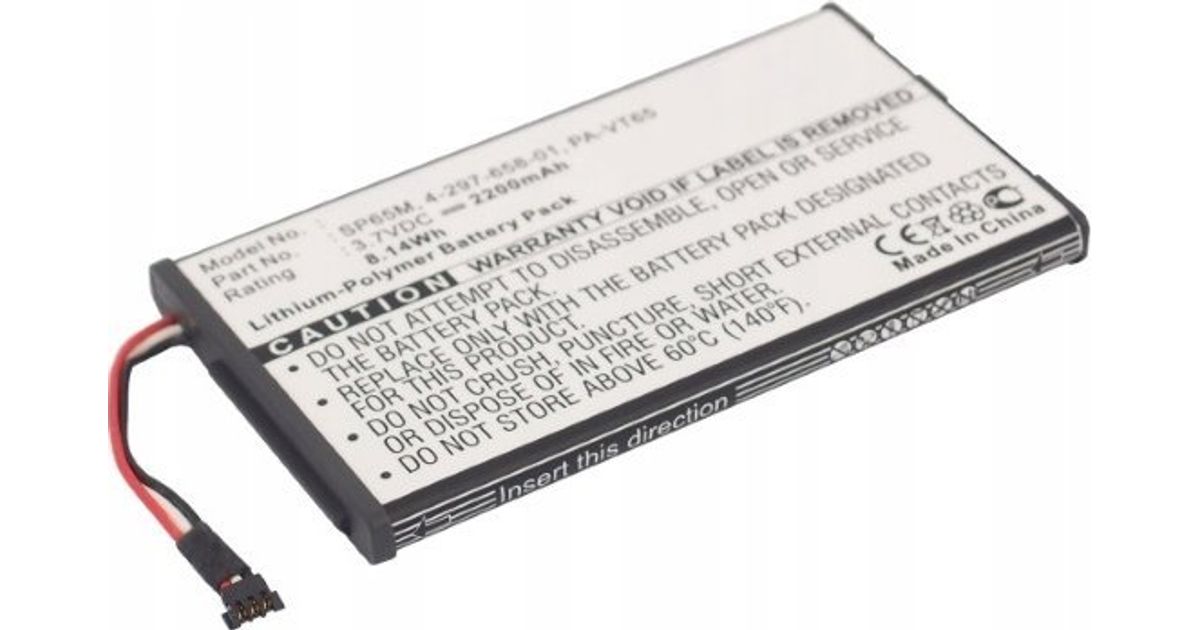 Model No. SP65M, 4-297-658-01, PA-VT65
Part No. 3.7VDC 2200mAh
Rating 8.14Wh
Lithium-Polymer Battery Pack
CAUTION WARRANTY VOID IF LABEL IS REMOVED
• DO NOT ATTEMPT TO DISASSEMBLE, OPEN OR SERVICE
THE BATTERY PACK.
• REPLACE ONLY WITH THE BATTERY PACK DESIGNATED
FOR THIS PRODUCT.
• DO NOT CRUSH, PUNCTURE, SHORT EXTERNAL CONTACTS
OR DISPOSE OF IN FIRE OR WATER.
• DO NOT STORE ABOVE 60°C (140°F)
CE
Made in China
Insert this direction